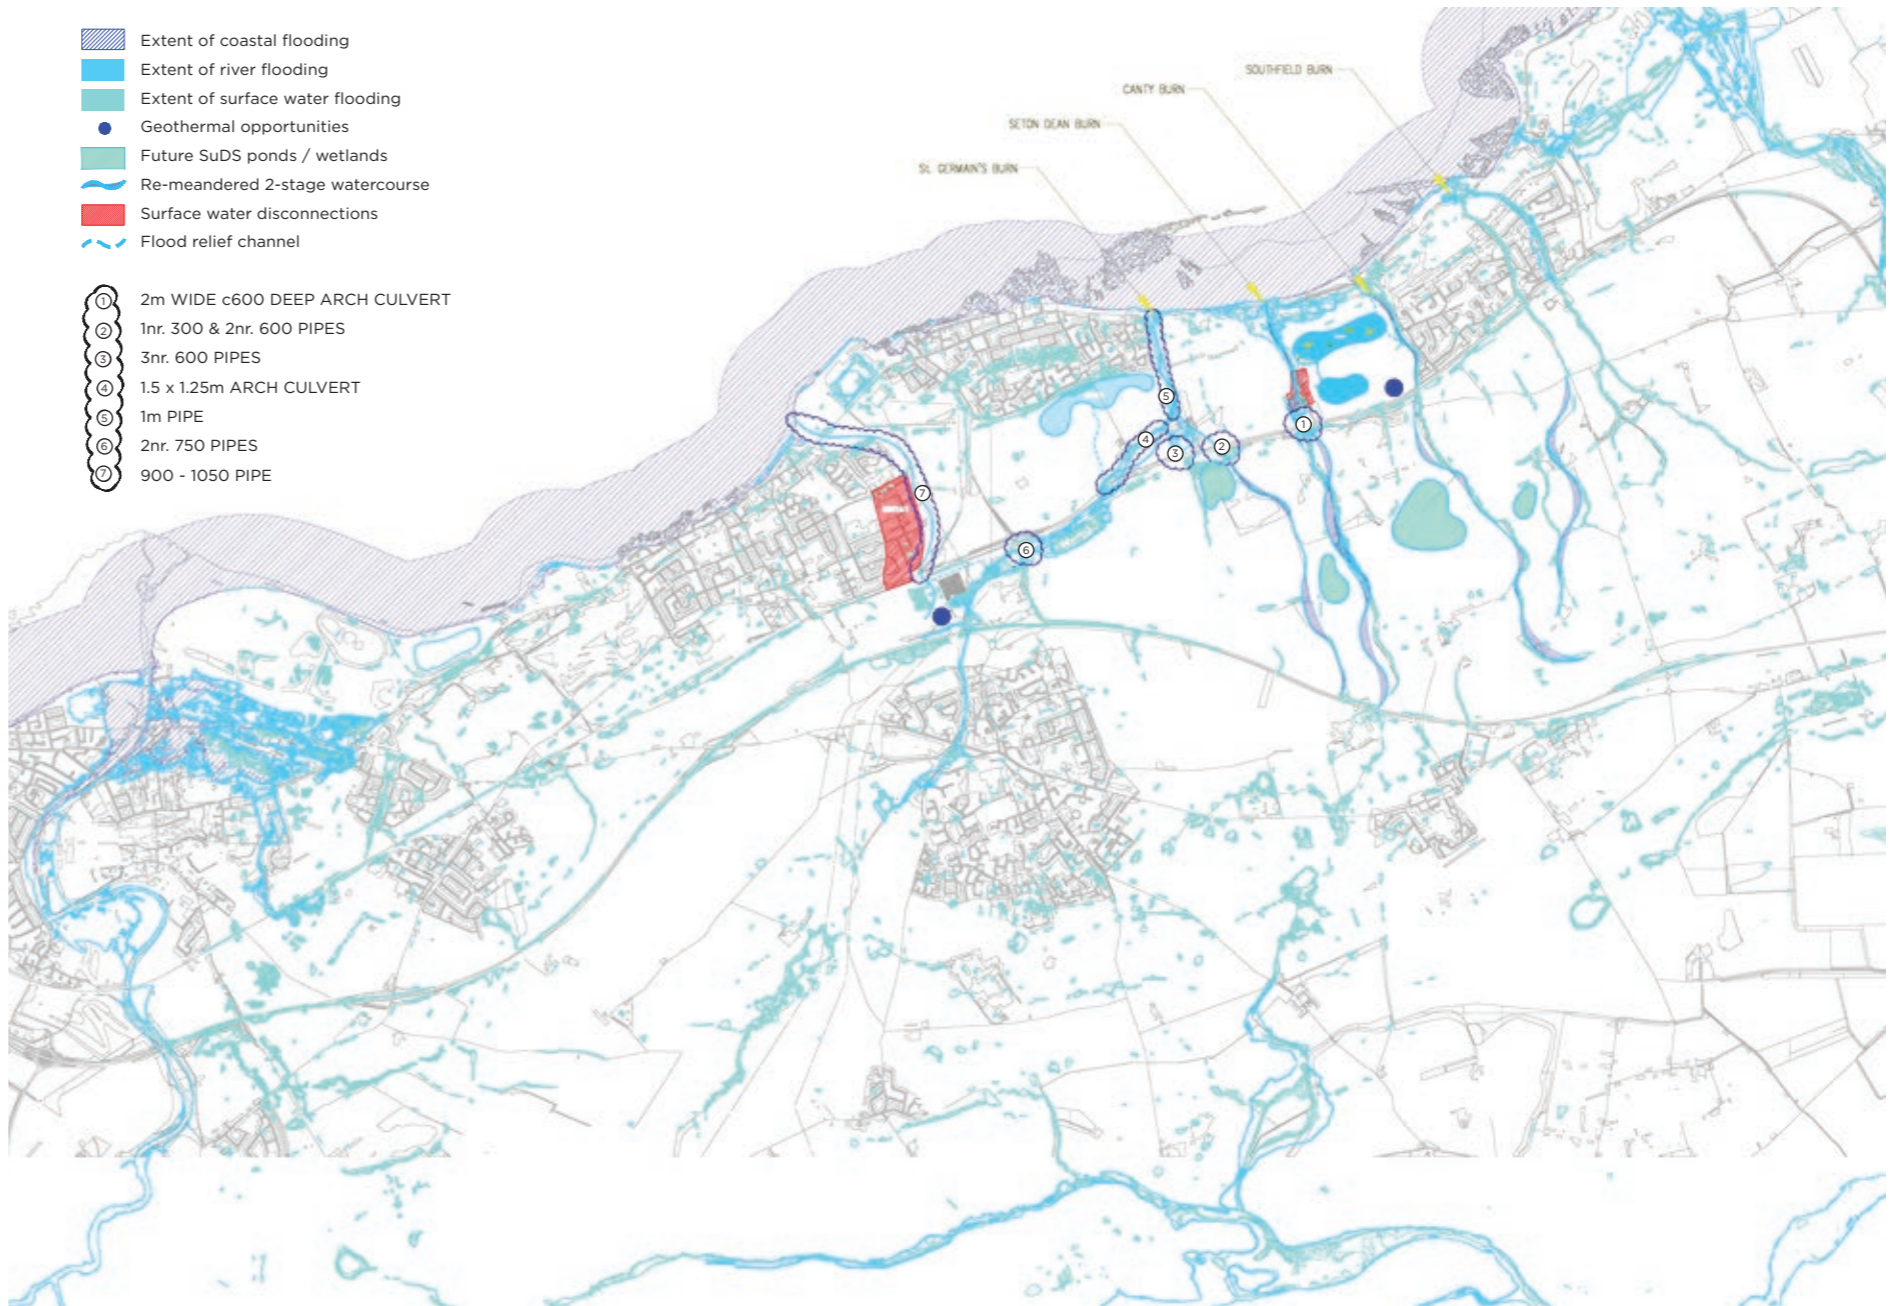 Extent of coastal flooding
Extent of river flooding
Extent of surface water flooding
Geothermal opportunities
Future SuDS ponds / wetlands
Re-meandered 2-stage watercourse
Surface water disconnections
Flood relief channel
1 2m WIDE c600 DEEP ARCH CULVERT
2 1nr. 300 & 2nr. 600 PIPES
3 3nr. 600 PIPES
4 1.5 x 1.25m ARCH CULVERT
5 1m PIPE
6 2nr. 750 PIPES
7 900 - 1050 PIPE
SOUTHFIELD BURN
CANTY BURN
SETON DEAN BURN
St. GERMAIN'S BURN
5
4
3
2
1
7
6